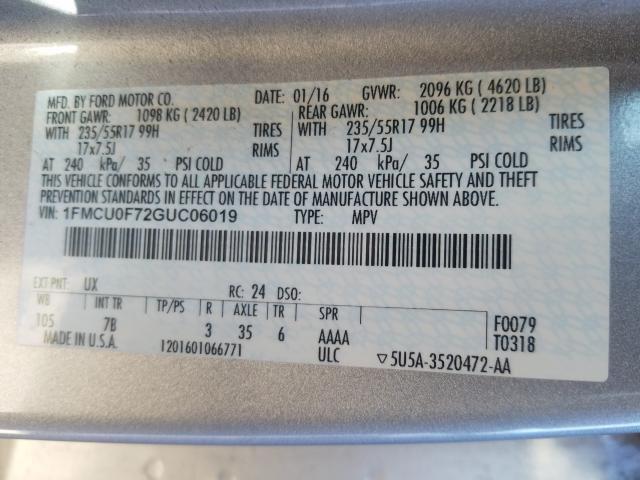 MFD. BY FORD MOTOR CO. DATE: 01/16 GVWR: 2096 KG ( 4620 LB)
FRONT GAWR: 1098 KG ( 2420 LB) REAR GAWR: 1006 KG ( 2218 LB)
WITH 235/55R17 99H TIRES WITH 235/55R17 99H TIRES
17x7.5J RIMS 17x7.5J RIMS
AT 240 kPa/ 35 PSI COLD AT 240 kPa/ 35 PSI COLD
THIS VEHICLE CONFORMS TO ALL APPLICABLE FEDERAL MOTOR VEHICLE SAFETY AND THEFT
PREVENTION STANDARDS IN EFFECT ON THE DATE OF MANUFACTURE SHOWN ABOVE.
VIN: 1FMCU0F72GUC06019 TYPE: MPV
EXT PNT: UX RC: 24 DSO:
WB INT TR TP/PS R AXLE TR SPR
105 7B 3 35 6 AAAA F0079
MADE IN U.S.A. 1201601066771 ULC T0318
▽5U5A-3520472-AA